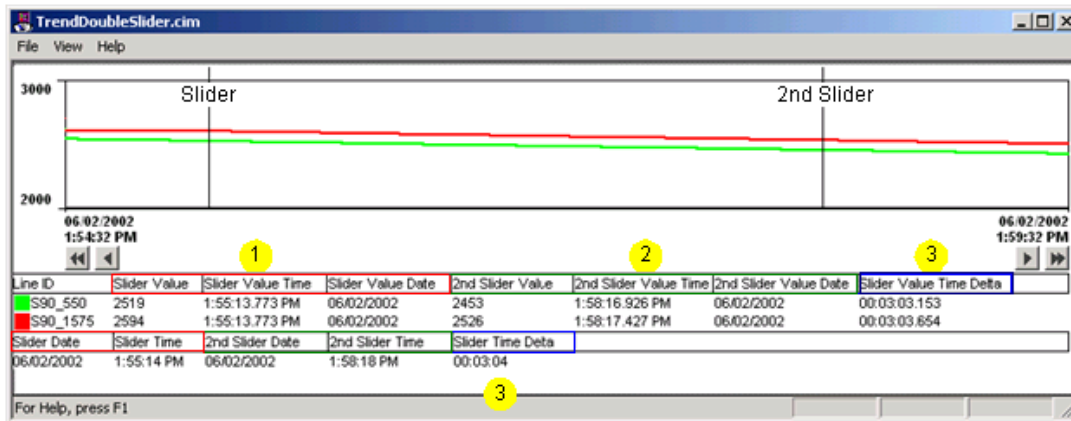 TrendDoubleSlider.cim
File View Help
3000
Slider
2nd Slider
2000
06/02/2002
1:54:32 PM
06/02/2002
1:59:32 PM
1
2
3
Line ID Slider Value Slider Value Time Slider Value Date 2nd Slider Value 2nd Slider Value Time 2nd Slider Value Date Slider Value Time Delta
S90_550 2519 1:55:13.773 PM 06/02/2002 2453 1:58:16.926 PM 06/02/2002 00:03:03.153
S90_1575 2594 1:55:13.773 PM 06/02/2002 2526 1:58:17.427 PM 06/02/2002 00:03:03.654
Slider Date Slider Time 2nd Slider Date 2nd Slider Time Slider Time Delta
06/02/2002 1:55:14 PM 06/02/2002 1:58:18 PM 00:03:04
3
For Help, press F1